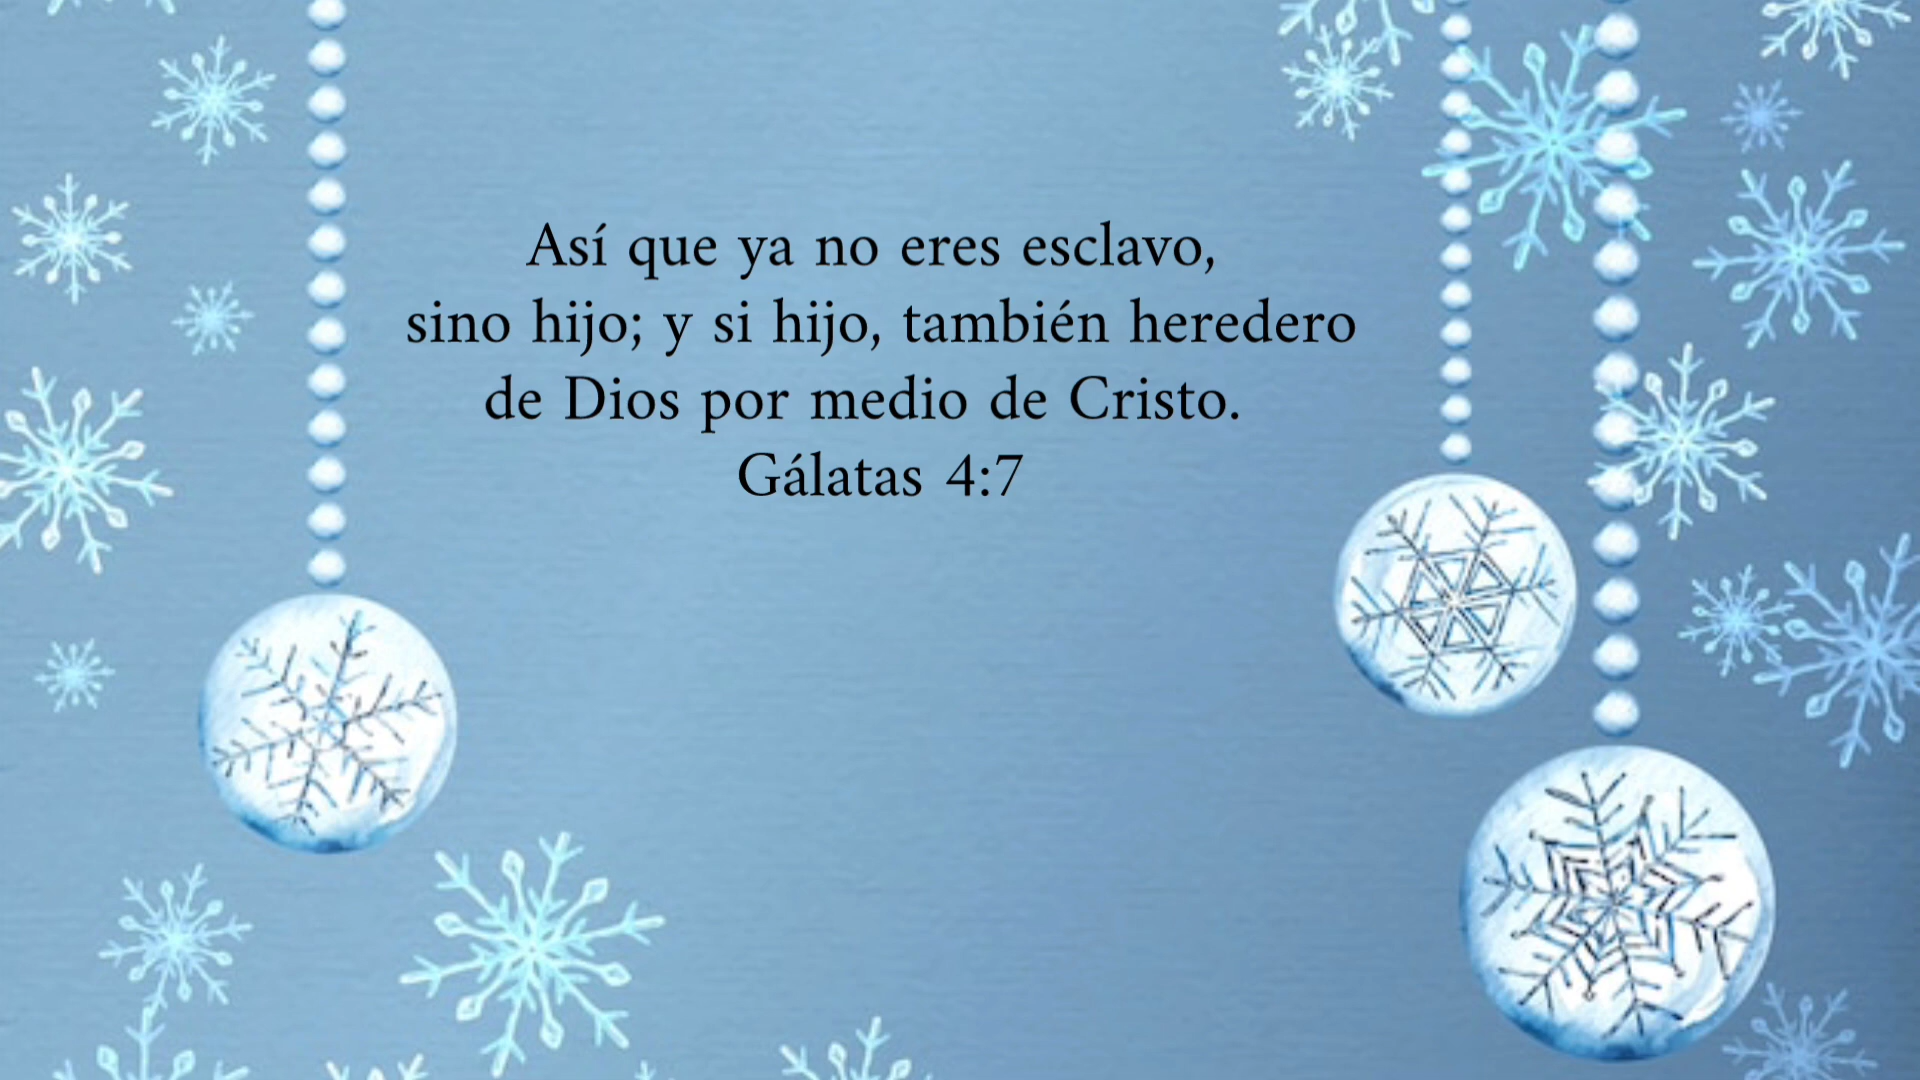 Así que ya no eres esclavo,
sino hijo; y si hijo, también heredero
de Dios por medio de Cristo.
Gálatas 4:7